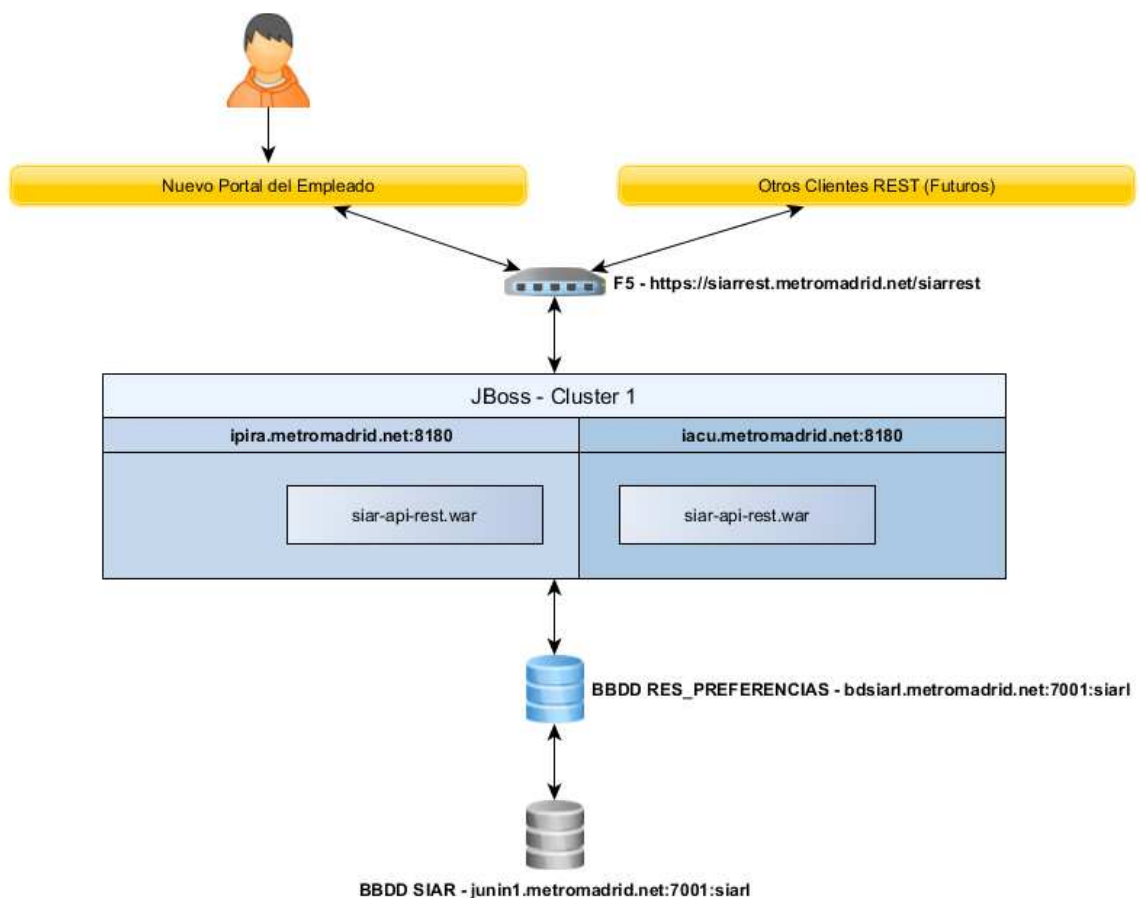 Nuevo Portal del Empleado
Otros Clientes REST (Futuros)
F5 - https://siarrest.metromadrid.net/siarrest
JBoss - Cluster 1
ipira.metromadrid.net:8180
iacu.metromadrid.net:8180
siar-api-rest.war
siar-api-rest.war
BBDD RES_PREFERENCIAS - bdsiarl.metromadrid.net:7001:siarl
BBDD SIAR - junin1.metromadrid.net:7001:siarl